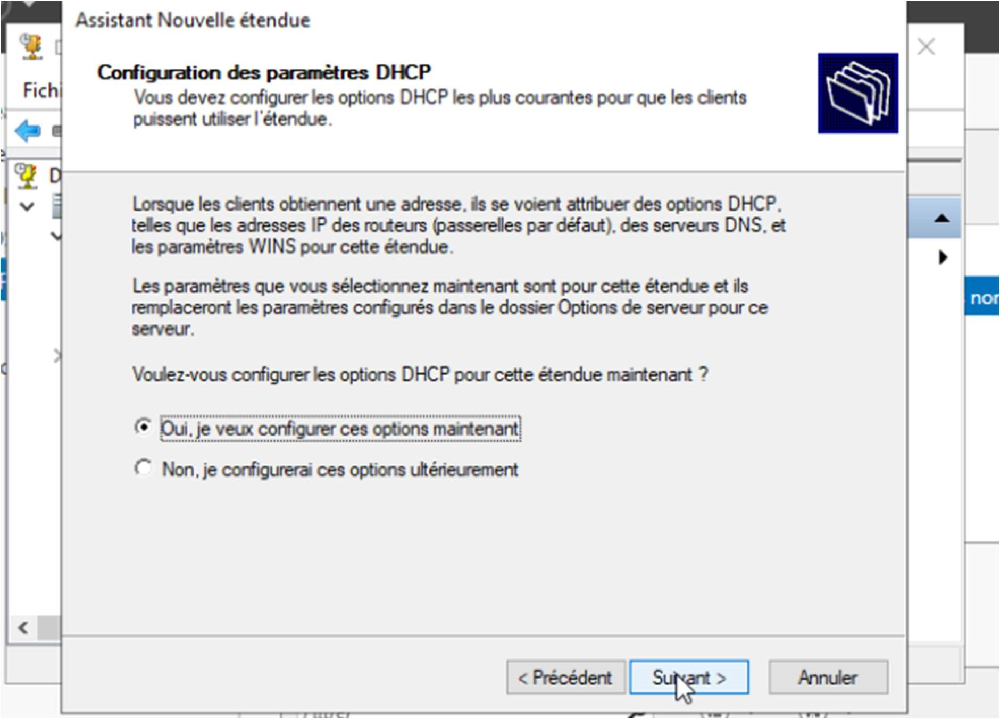 Assistant Nouvelle étendue
Configuration des paramètres DHCP
Vous devez configurer les options DHCP les plus courantes pour que les clients
puissent utiliser l'étendue.
Fichi
D
Lorsque les clients obtiennent une adresse, ils se voient attribuer des options DHCP,
telles que les adresses IP des routeurs (passerelles par défaut), des serveurs DNS, et
les paramètres WINS pour cette étendue.
Les paramètres que vous sélectionnez maintenant sont pour cette étendue et ils
remplaceront les paramètres configurés dans le dossier Options de serveur pour ce
serveur.
nor
Voulez-vous configurer les options DHCP pour cette étendue maintenant ?
Oui, je veux configurer ces options maintenant
Non, je configurerai ces options ultérieurement
< Précédent
Suivant >
Annuler